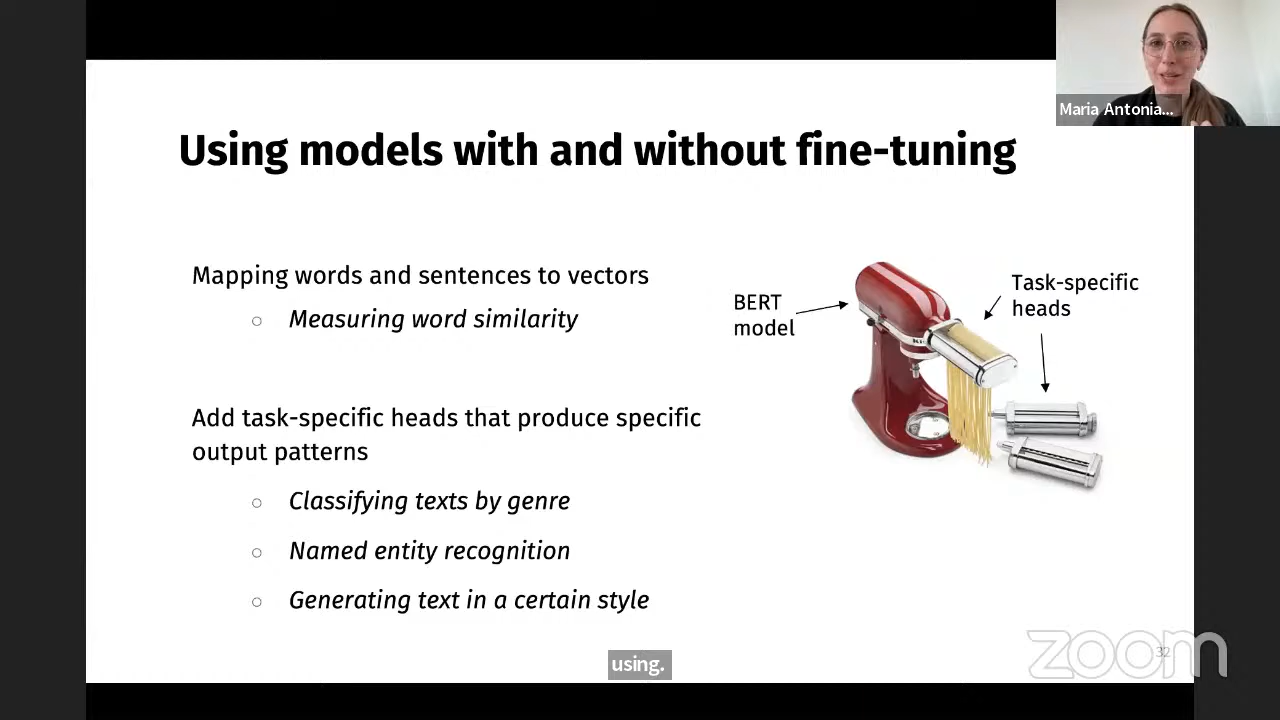 Maria Antonia...
Using models with and without fine-tuning
Mapping words and sentences to vectors
○ Measuring word similarity
Add task-specific heads that produce specific
output patterns
○ Classifying texts by genre
○ Named entity recognition
○ Generating text in a certain style
BERT
model
Task-specific
heads
using.
zoom
32